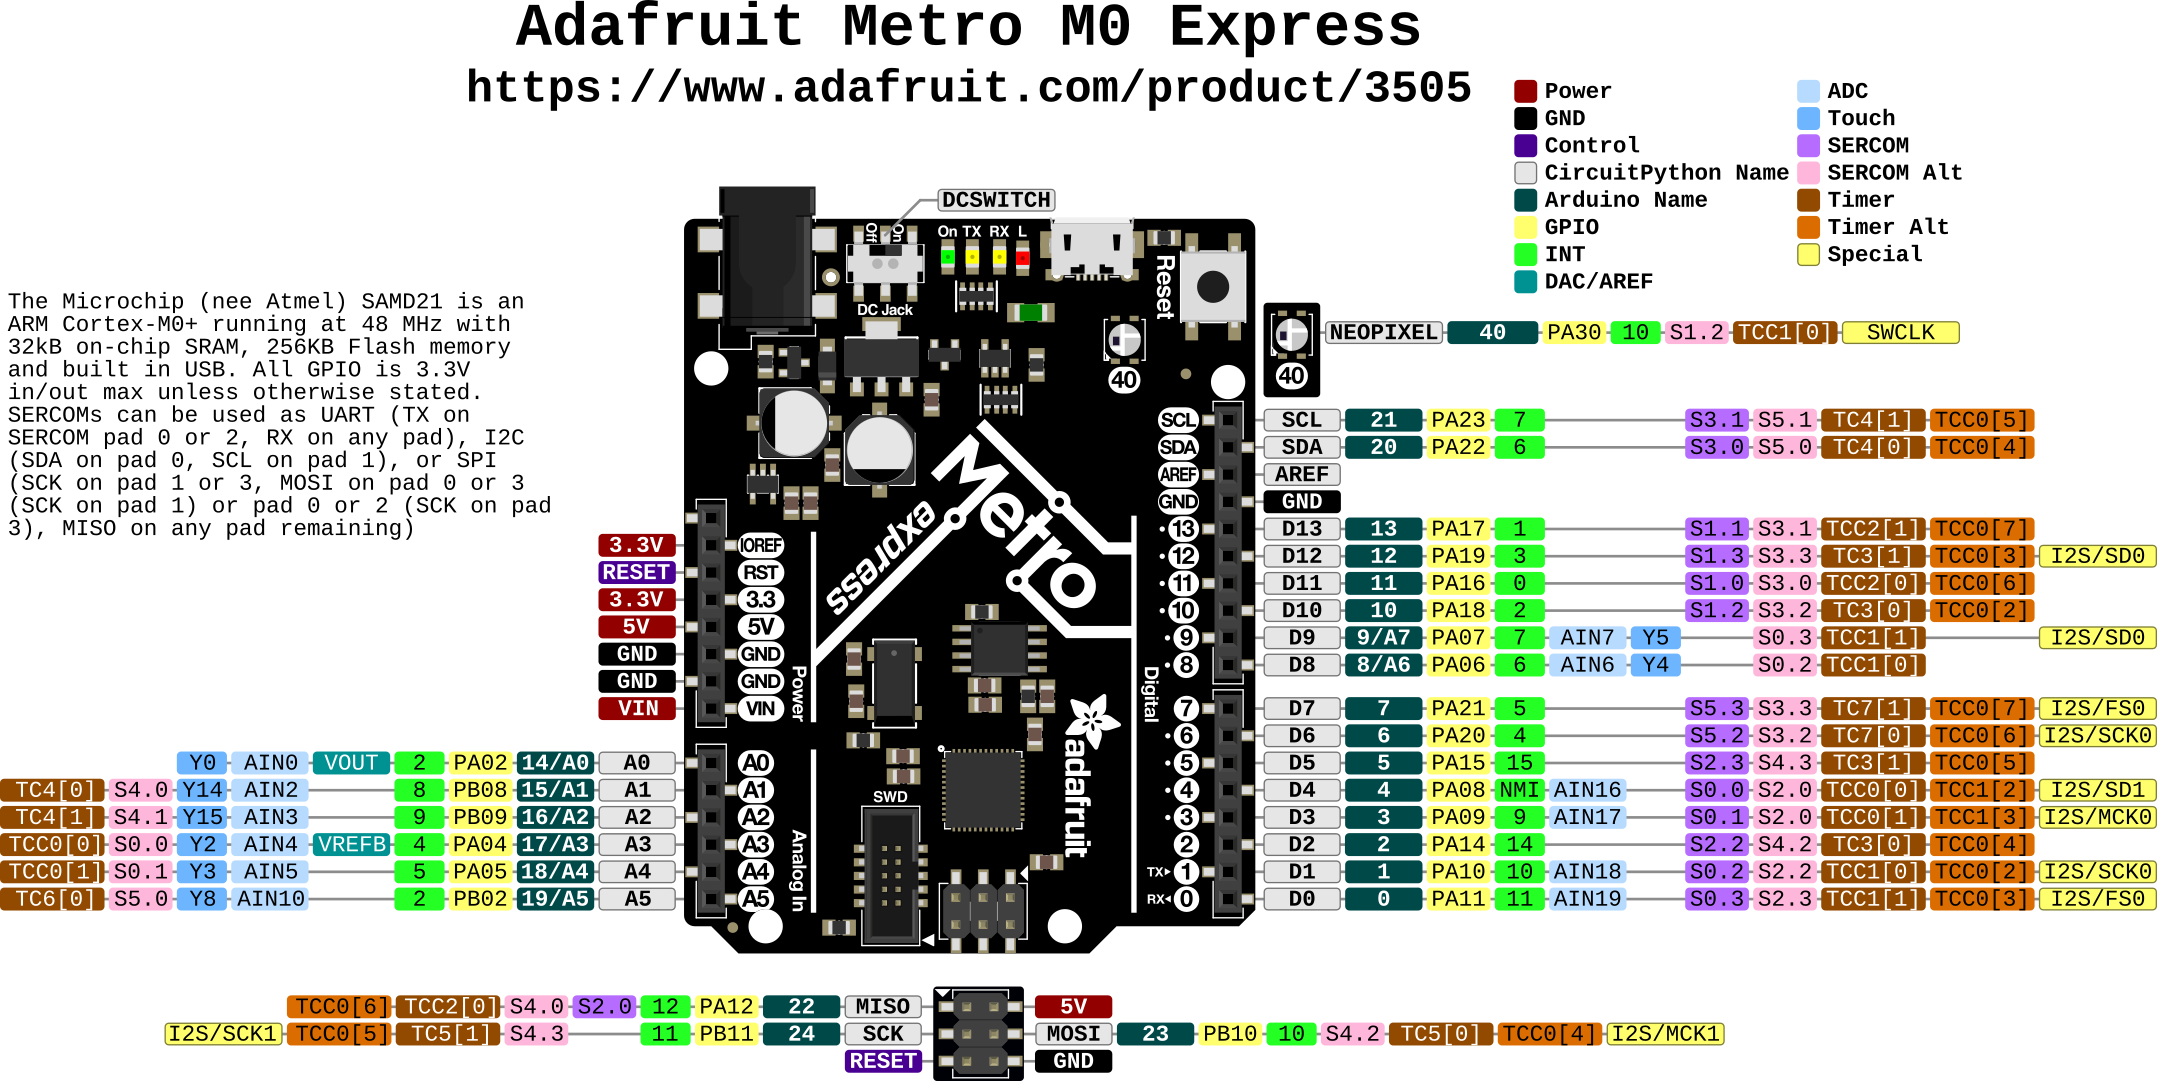 Adafruit Metro M0 Express
https://www.adafruit.com/product/3505
Power
GND
Control
CircuitPython Name
Arduino Name
GPIO
INT
DAC/AREF
ADC
Touch
SERCOM
SERCOM Alt
Timer
Timer Alt
Special
The Microchip (nee Atmel) SAMD21 is an
ARM Cortex-M0+ running at 48 MHz with
32kB on-chip SRAM, 256KB Flash memory
and built in USB. All GPIO is 3.3V
in/out max unless otherwise stated.
SERCOMs can be used as UART (TX on
SERCOM pad 0 or 2, RX on any pad), I2C
(SDA on pad 0, SCL on pad 1), or SPI
(SCK on pad 1 or 3, MOSI on pad 0 or 3
(SCK on pad 1) or pad 0 or 2 (SCK on pad
3), MISO on any pad remaining)
DCSWITCH
Off On
On TX RX L
DC Jack
Reset
40
Metro
express
Power
Analog In
Digital
SWD
adafruit
40 NEOPIXEL 40 PA30 10 S1.2 TCC1[0] SWCLK
SCL SCL 21 PA23 7 S3.1 S5.1 TC4[1] TCC0[5]
SDA SDA 20 PA22 6 S3.0 S5.0 TC4[0] TCC0[4]
AREF AREF
GND GND
13 D13 13 PA17 1 S1.1 S3.1 TCC2[1] TCC0[7]
12 D12 12 PA19 3 S1.3 S3.3 TC3[1] TCC0[3] I2S/SD0
11 D11 11 PA16 0 S1.0 S3.0 TCC2[0] TCC0[6]
10 D10 10 PA18 2 S1.2 S3.2 TC3[0] TCC0[2]
9 D9 9/A7 PA07 7 AIN7 Y5 S0.3 TCC1[1] I2S/SD0
8 D8 8/A6 PA06 6 AIN6 Y4 S0.2 TCC1[0]
7 D7 7 PA21 5 S5.3 S3.3 TC7[1] TCC0[7] I2S/FS0
6 D6 6 PA20 4 S5.2 S3.2 TC7[0] TCC0[6] I2S/SCK0
5 D5 5 PA15 15 S2.3 S4.3 TC3[1] TCC0[5]
4 D4 4 PA08 NMI AIN16 S0.0 S2.0 TCC0[0] TCC1[2] I2S/SD1
3 D3 3 PA09 9 AIN17 S0.1 S2.0 TCC0[1] TCC1[3] I2S/MCK0
2 D2 2 PA14 14 S2.2 S4.2 TC3[0] TCC0[4]
TX 1 D1 1 PA10 10 AIN18 S0.2 S2.2 TCC1[0] TCC0[2] I2S/SCK0
RX 0 D0 0 PA11 11 AIN19 S0.3 S2.3 TCC1[1] TCC0[3] I2S/FS0
3.3V IOREF
RESET RST
3.3V 3.3
5V 5V
GND GND
GND GND
VIN VIN
Y0 AIN0 VOUT 2 PA02 14/A0 A0 A0
TC4[0] S4.0 Y14 AIN2 8 PB08 15/A1 A1 A1
TC4[1] S4.1 Y15 AIN3 9 PB09 16/A2 A2 A2
TCC0[0] S0.0 Y2 AIN4 VREFB 4 PA04 17/A3 A3 A3
TCC0[1] S0.1 Y3 AIN5 5 PA05 18/A4 A4 A4
TC6[0] S5.0 Y8 AIN10 2 PB02 19/A5 A5 A5
TCC0[6] TCC2[0] S4.0 S2.0 12 PA12 22 MISO 5V
I2S/SCK1 TCC0[5] TC5[1] S4.3 11 PB11 24 SCK MOSI 23 PB10 10 S4.2 TC5[0] TCC0[4] I2S/MCK1
RESET GND